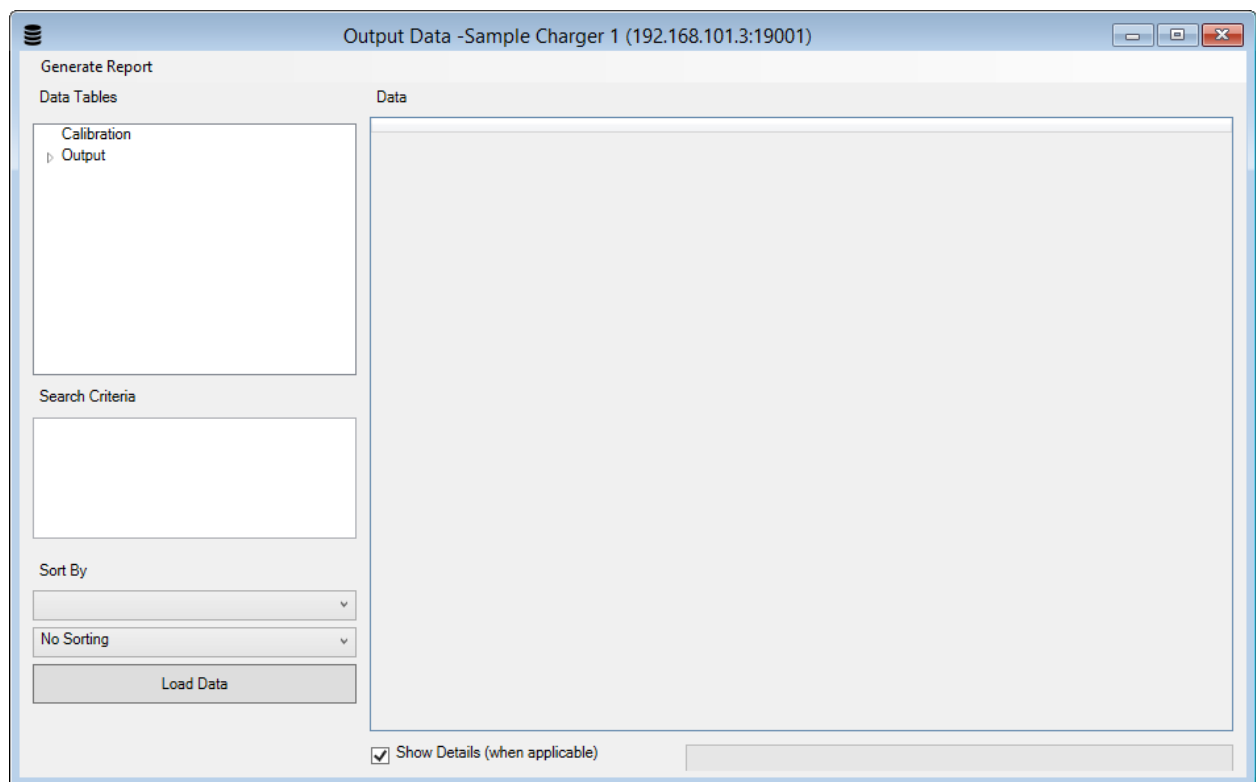 Output Data -Sample Charger 1 (192.168.101.3:19001)
Generate Report
Data Tables
Data
Calibration
Output
Search Criteria
Sort By
No Sorting
Load Data
Show Details (when applicable)